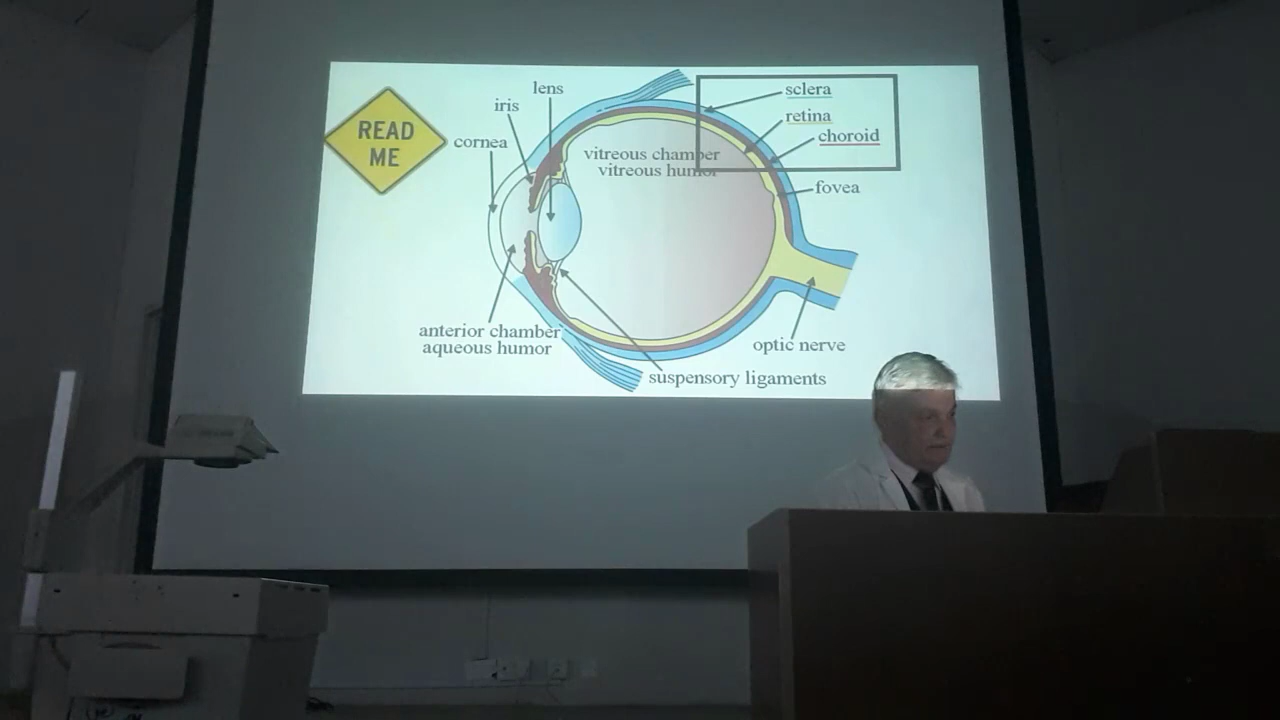 READ
ME
lens
iris
cornea
sclera
retina
choroid
vitreous chamber
vitreous humor
fovea
anterior chamber
aqueous humor
optic nerve
suspensory ligaments